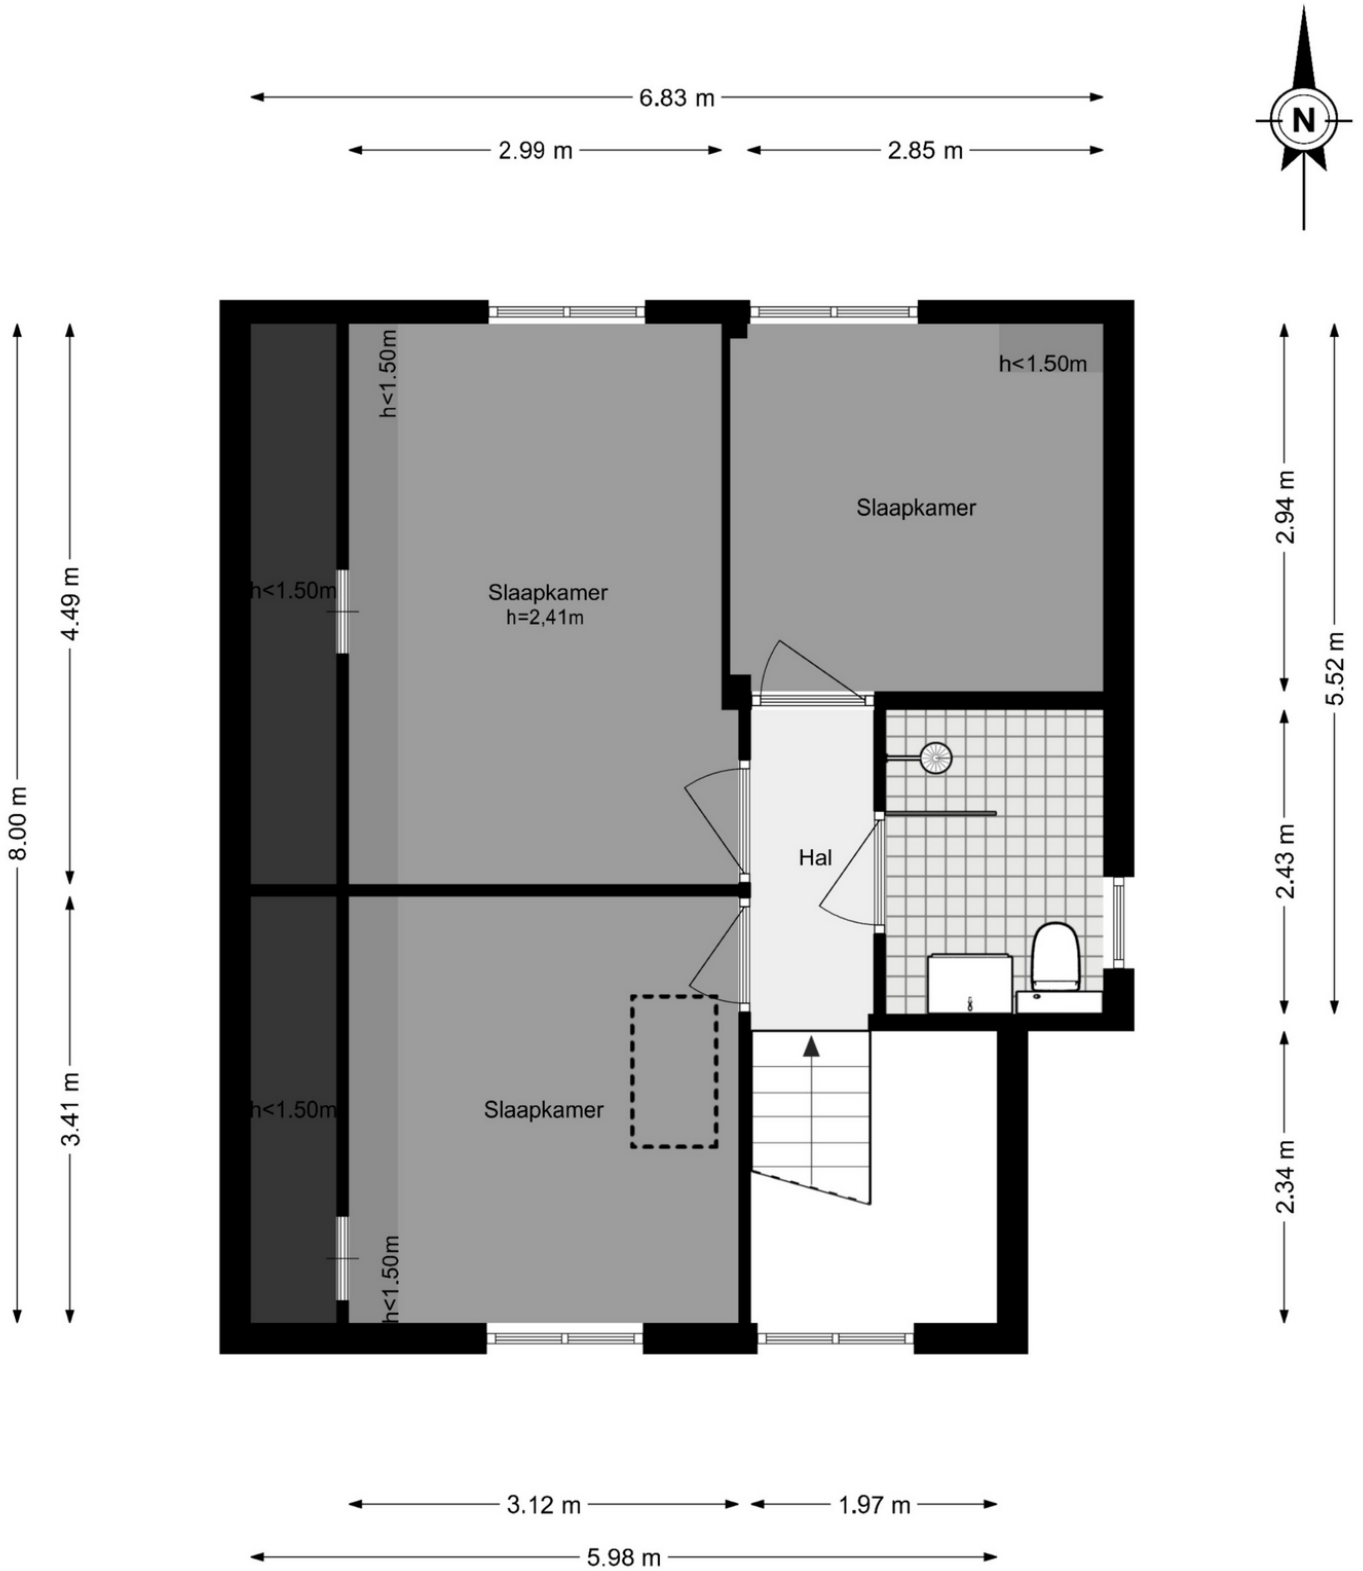 6.83 m
2.99 m
2.85 m
N
h<1.50m
h<1.50m
Slaapkamer
2.94 m
4.49 m
h<1.50m
Slaapkamer
h=2,41m
5.52 m
8.00 m
Hal
2.43 m
3.41 m
h<1.50m
Slaapkamer
2.34 m
h<1.50m
3.12 m
1.97 m
5.98 m